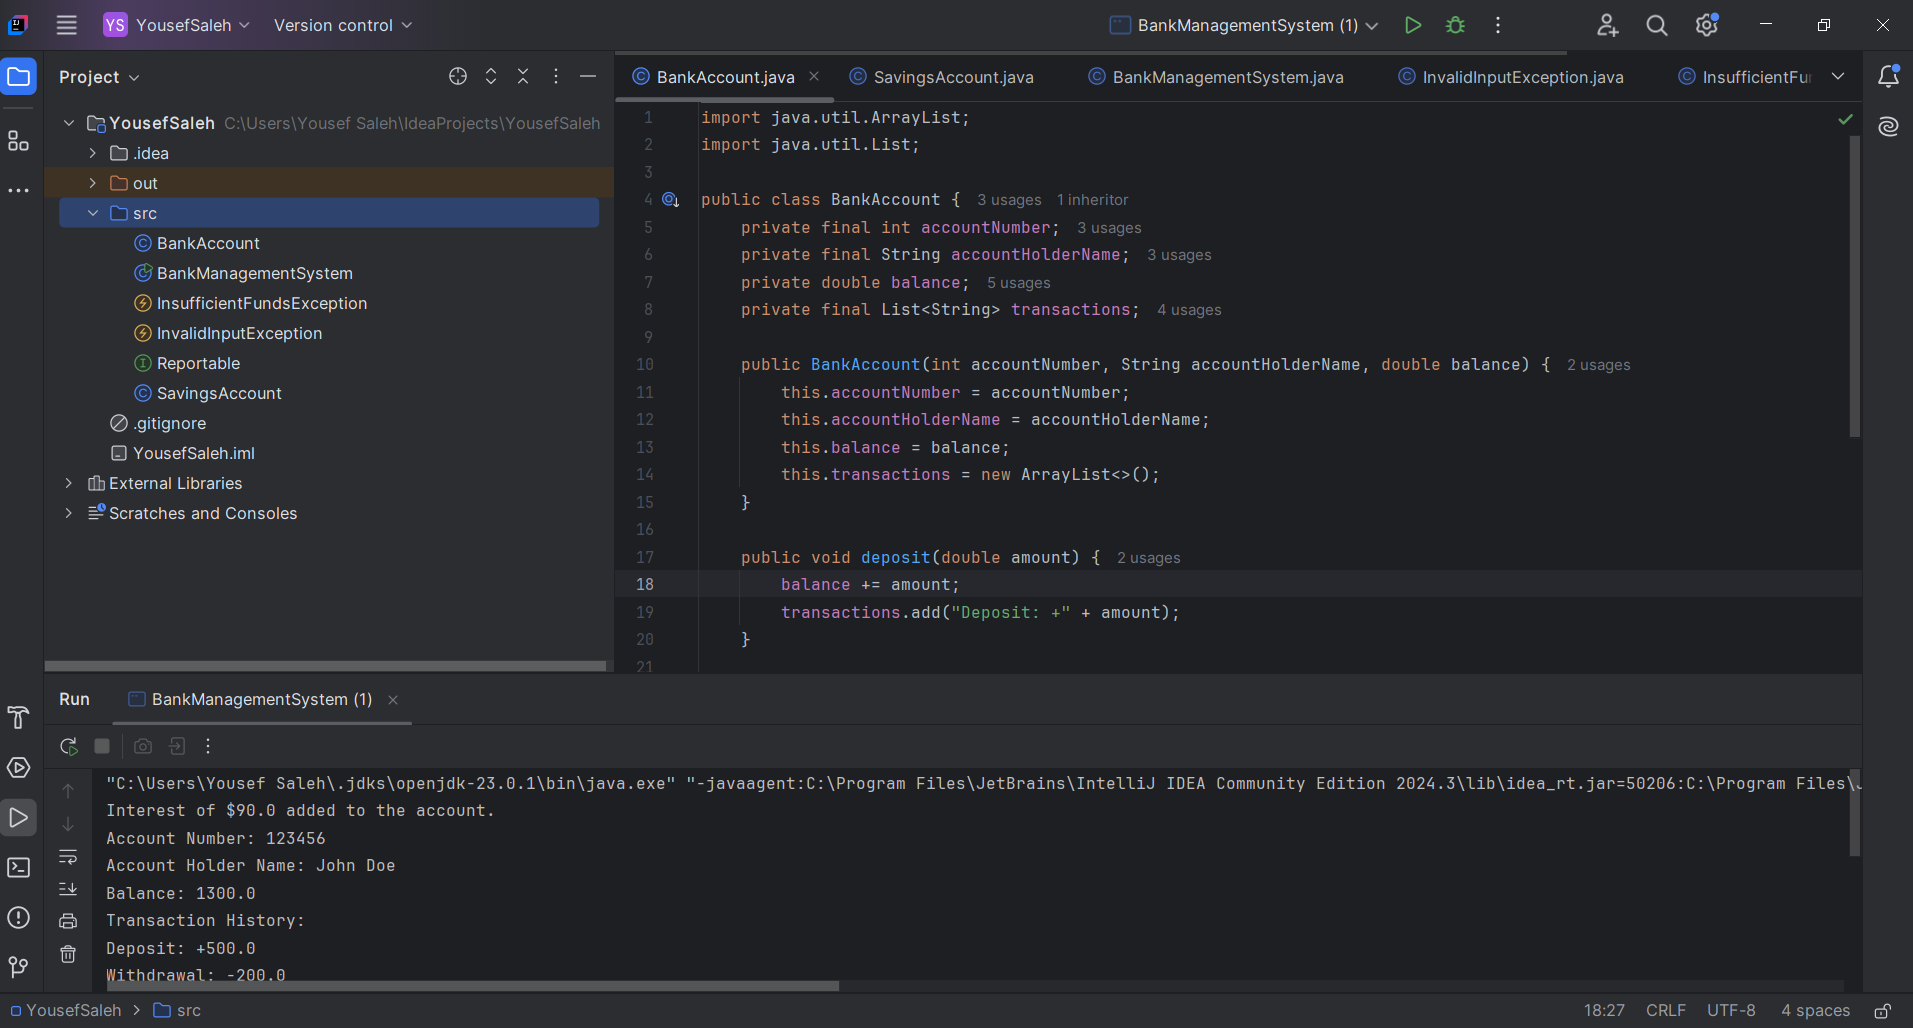 YS YousefSaleh Version control BankManagementSystem (1)
Project
YousefSaleh C:\Users\Yousef Saleh\IdeaProjects\YousefSaleh
.idea
out
src
BankAccount
BankManagementSystem
InsufficientFundsException
InvalidInputException
Reportable
SavingsAccount
.gitignore
YousefSaleh.iml
External Libraries
Scratches and Consoles
BankAccount.java SavingsAccount.java BankManagementSystem.java InvalidInputException.java InsufficientFu
1 import java.util.ArrayList;
2 import java.util.List;
3
4 public class BankAccount { 3 usages 1 inheritor
5     private final int accountNumber; 3 usages
6     private final String accountHolderName; 3 usages
7     private double balance; 5 usages
8     private final List<String> transactions; 4 usages
9
10     public BankAccount(int accountNumber, String accountHolderName, double balance) { 2 usages
11         this.accountNumber = accountNumber;
12         this.accountHolderName = accountHolderName;
13         this.balance = balance;
14         this.transactions = new ArrayList<>();
15     }
16
17     public void deposit(double amount) { 2 usages
18         balance += amount;
19         transactions.add("Deposit: +" + amount);
20     }
21
Run BankManagementSystem (1)
"C:\Users\Yousef Saleh\.jdks\openjdk-23.0.1\bin\java.exe" "-javaagent:C:\Program Files\JetBrains\IntelliJ IDEA Community Edition 2024.3\lib\idea_rt.jar=50206:C:\Program Files\J
Interest of $90.0 added to the account.
Account Number: 123456
Account Holder Name: John Doe
Balance: 1300.0
Transaction History:
Deposit: +500.0
Withdrawal: -200.0
YousefSaleh src 18:27 CRLF UTF-8 4 spaces